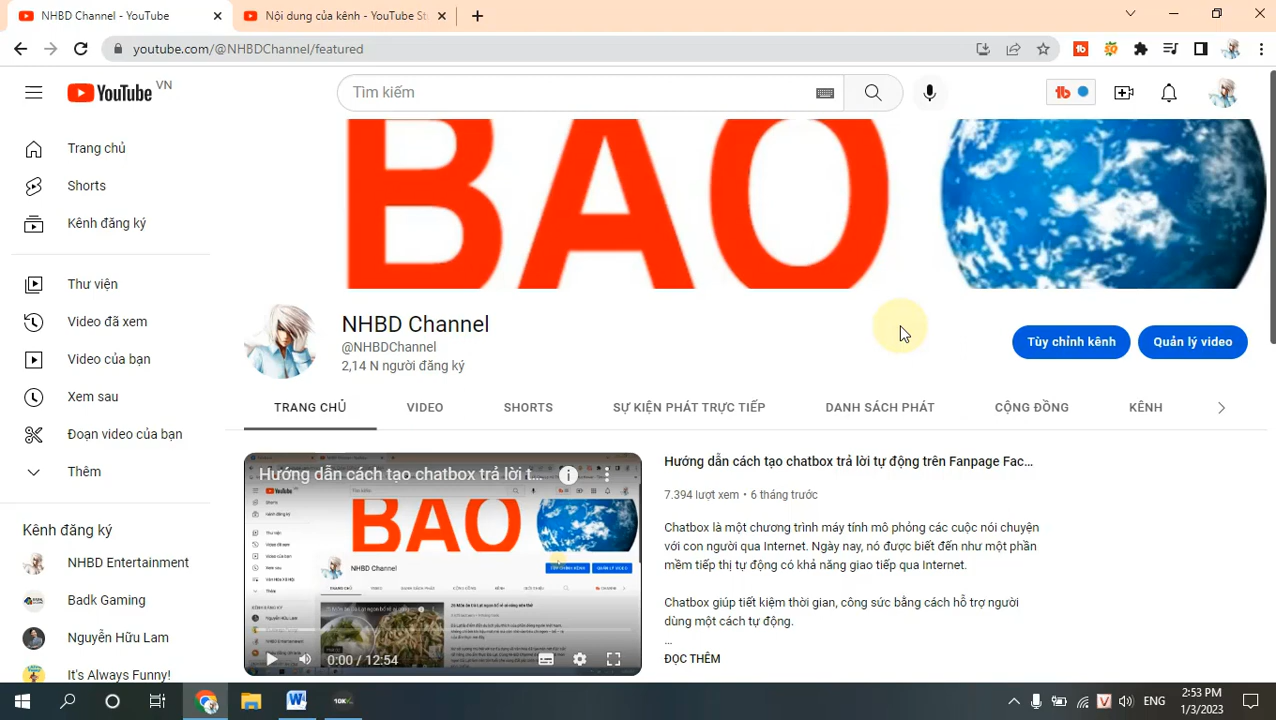 NHBD Channel - YouTube
Nội dung của kênh - YouTube St
youtube.com/@NHBDChannel/featured
YouTube VN
Tìm kiếm
Trang chủ
Shorts
Kênh đăng ký
Thư viện
Video đã xem
Video của bạn
Xem sau
Đoạn video của bạn
Thêm
Kênh đăng ký
NHBD Entertainment
BadK Gaming
Nguyễn Hữu Lam
It's Always Funny!
BAO
NHBD Channel
@NHBDChannel
2,14 N người đăng ký
Tùy chỉnh kênh
Quản lý video
TRANG CHỦ
VIDEO
SHORTS
SỰ KIỆN PHÁT TRỰC TIẾP
DANH SÁCH PHÁT
CỘNG ĐỒNG
KÊNH
Hướng dẫn cách tạo chatbox trả lời t...
BAO
NHBD Channel
0:00 / 12:54
Hướng dẫn cách tạo chatbox trả lời tự động trên Fanpage Fac...
7.394 lượt xem • 6 tháng trước
Chatbot là một chương trình máy tính mô phỏng các cuộc nói chuyện
với con người qua Internet. Ngày nay, nó được biết đến như một phần
mềm tiếp thị tự động có khả năng giao tiếp qua Internet.
Chatbot giúp tiết kiệm thời gian, công sức bằng cách hỗ trợ người
dùng một cách tự động.
...
ĐỌC THÊM
10K
ENG
2:53 PM
1/3/2023